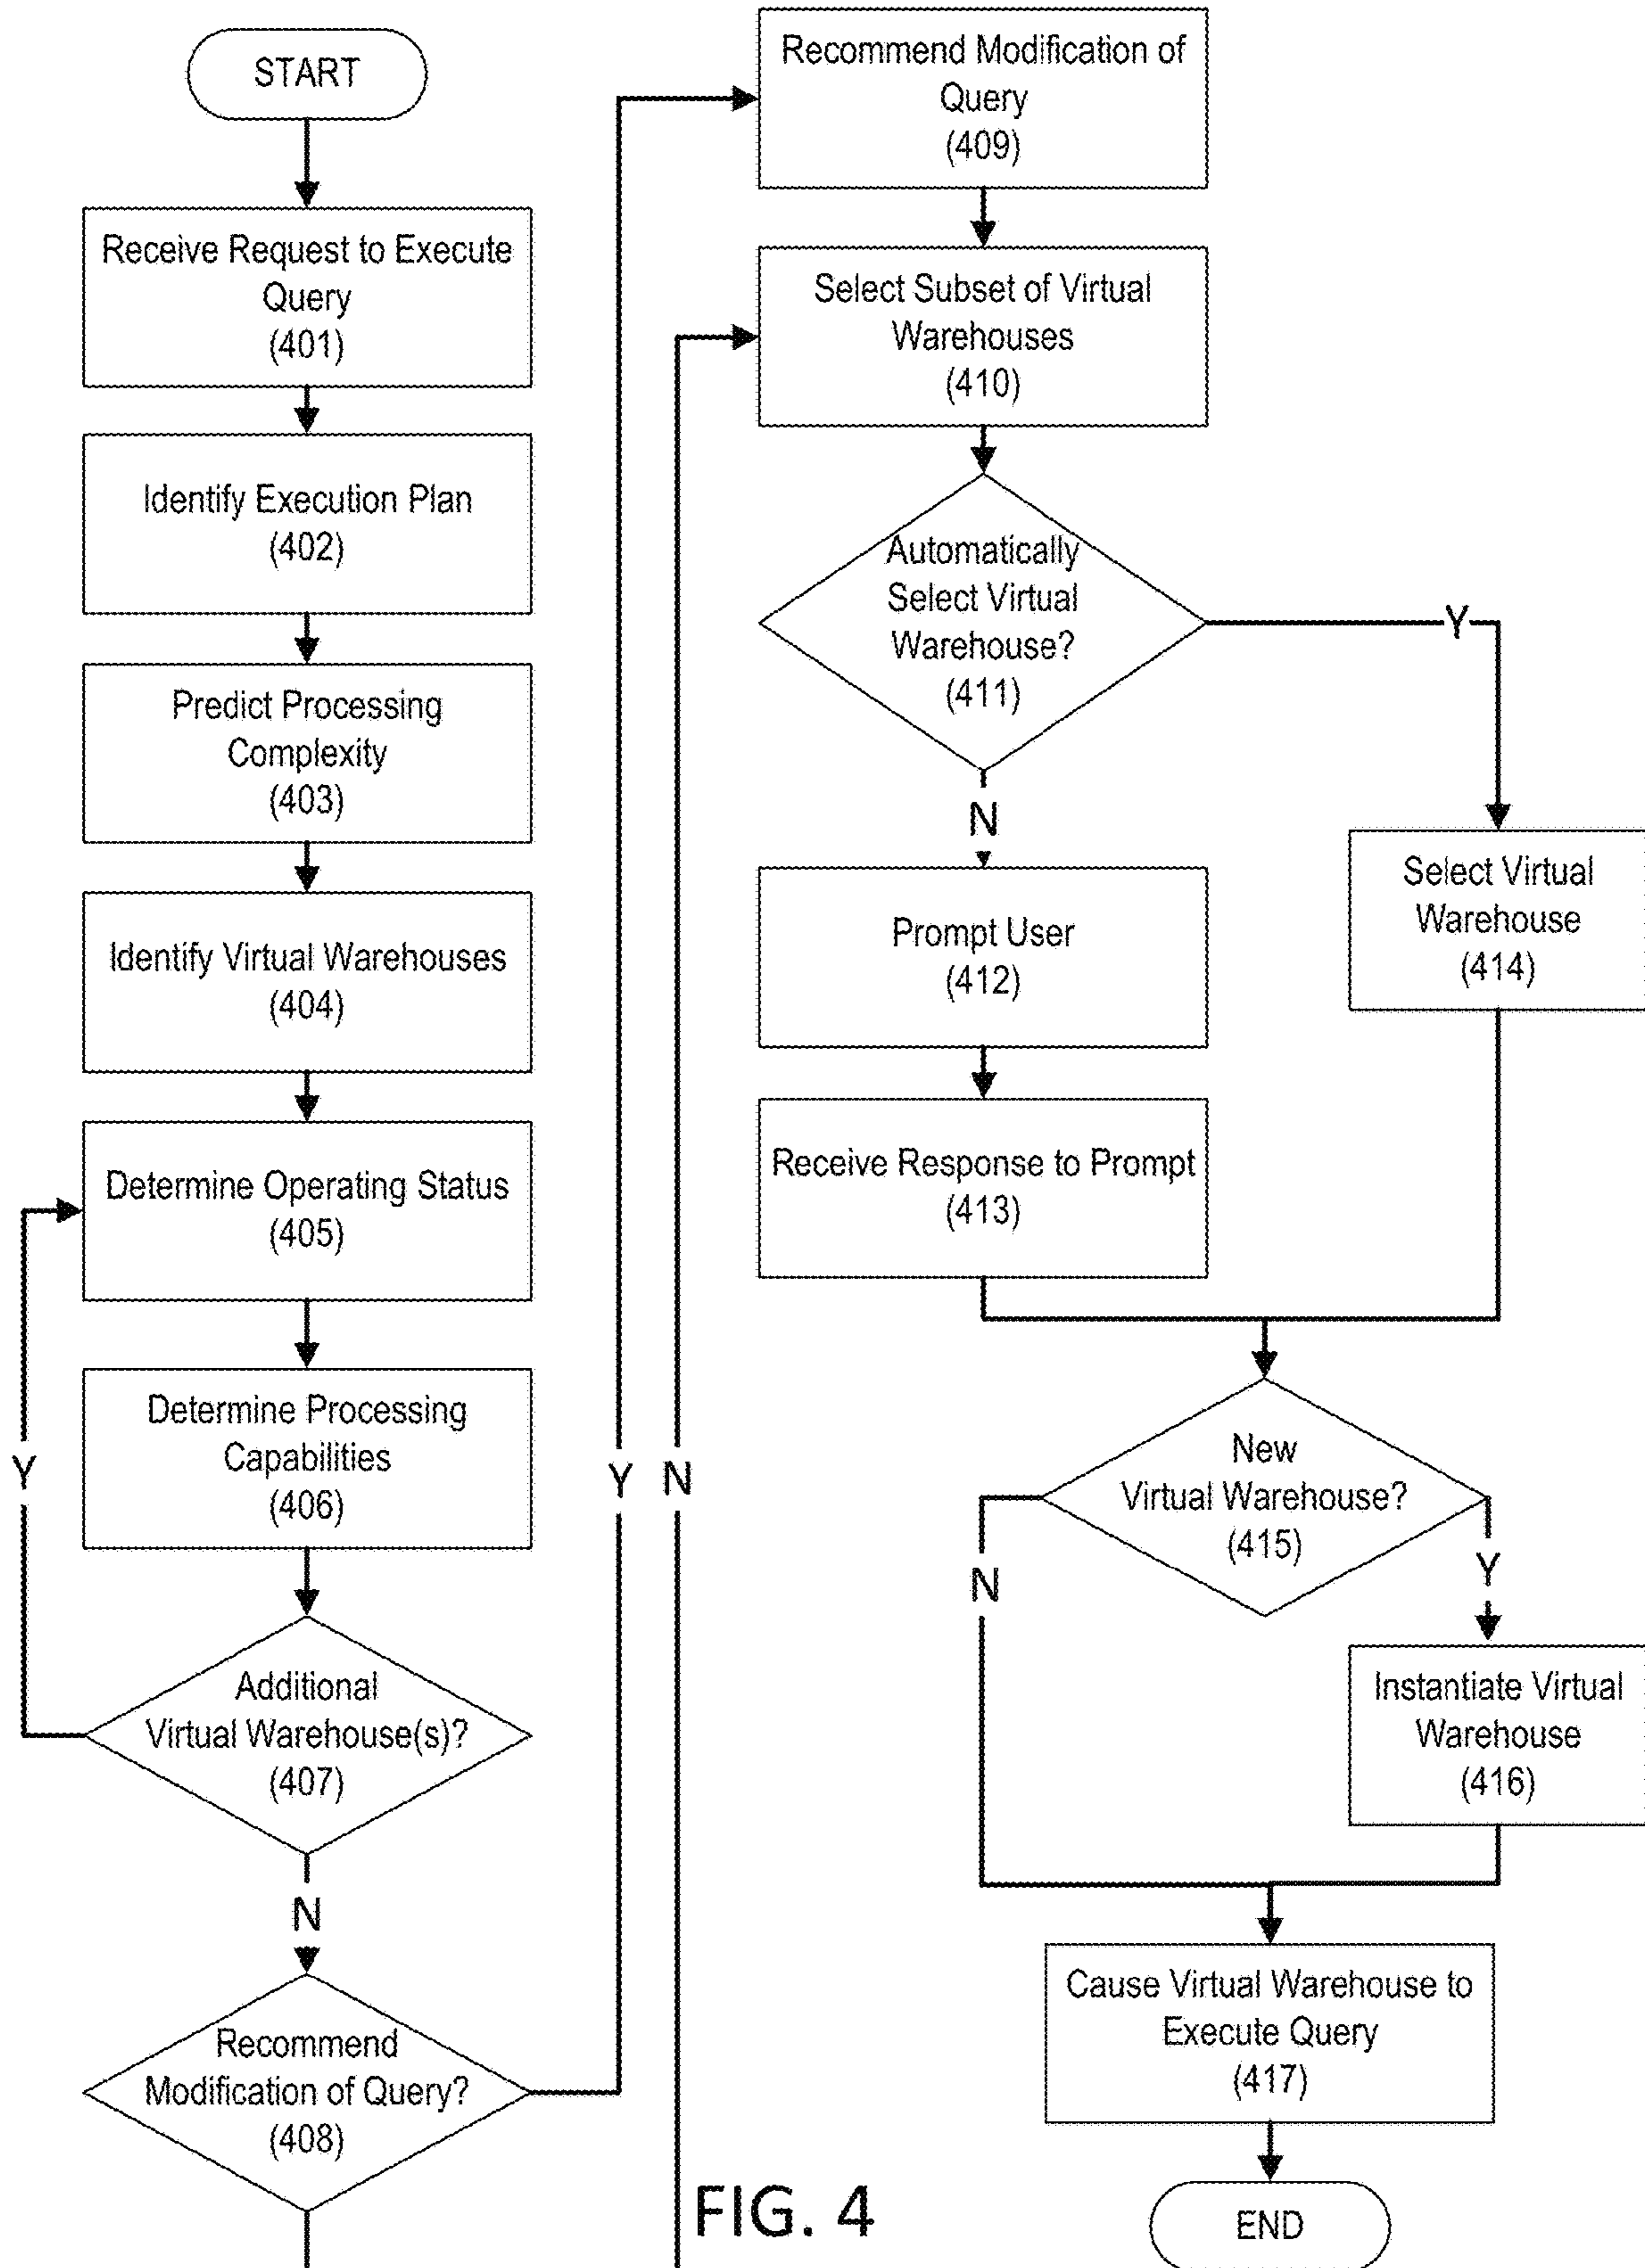 START
Receive Request to Execute
Query
(401)
Identify Execution Plan
(402)
Predict Processing
Complexity
(403)
Identify Virtual Warehouses
(404)
Determine Operating Status
(405)
Determine Processing
Capabilities
(406)
Y
Additional
Virtual Warehouse(s)?
(407)
N
Recommend
Modification of Query?
(408)
Y
N
Recommend Modification of
Query
(409)
Select Subset of Virtual
Warehouses
(410)
Automatically
Select Virtual
Warehouse?
(411)
Y
N
Prompt User
(412)
Receive Response to Prompt
(413)
Select Virtual
Warehouse
(414)
New
Virtual Warehouse?
(415)
N
Y
Instantiate Virtual
Warehouse
(416)
Cause Virtual Warehouse to
Execute Query
(417)
END
FIG. 4